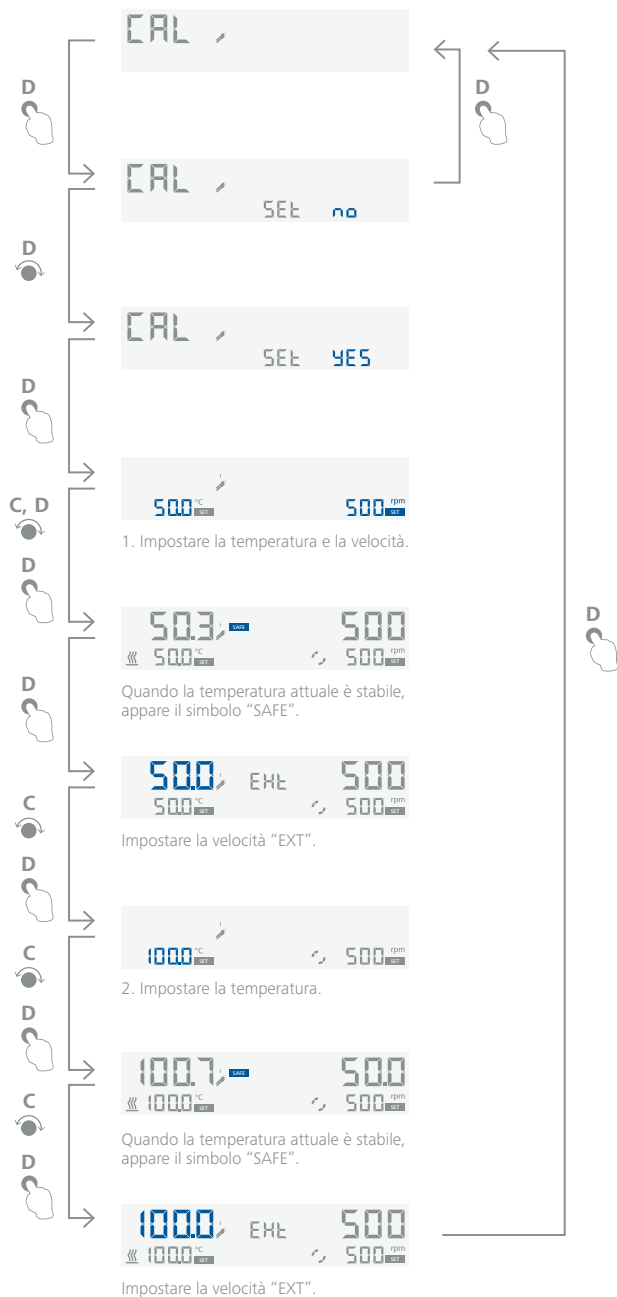 CAL
D
D
CAL
SEt no
D
CAL
SEt YES
D
50.0 °C SET 500 rpm SET
C, D
1. Impostare la temperatura e la velocità.
D
50.3 SAFE 500
50.0 °C SET 500 rpm SET
D
Quando la temperatura attuale è stabile,
appare il simbolo “SAFE”.
D
50.0 EXt 500
50.0 °C SET 500 rpm SET
C
Impostare la velocità “EXT”.
D
100.0 °C SET 500 rpm SET
C
2. Impostare la temperatura.
D
100.7 SAFE 50.0
100.0 °C SET 500 rpm SET
C
Quando la temperatura attuale è stabile,
appare il simbolo “SAFE”.
D
100.0 EXt 500
100.0 °C SET 500 rpm SET
Impostare la velocità “EXT”.